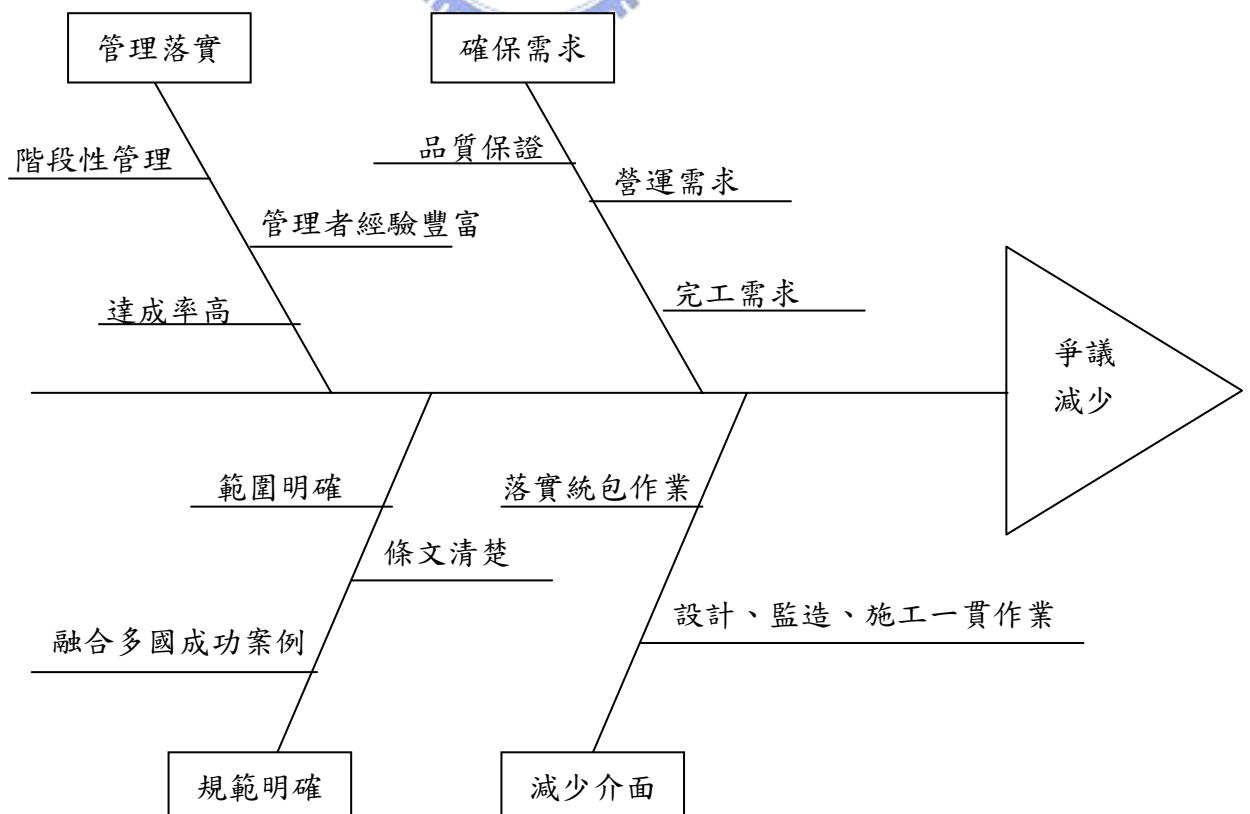 管理落實
確保需求
品質保證
階段性管理
營運需求
管理者經驗豐富
完工需求
達成率高
爭議
減少
範圍明確
落實統包作業
條文清楚
設計、監造、施工一貫作業
融合多國成功案例
規範明確
減少介面